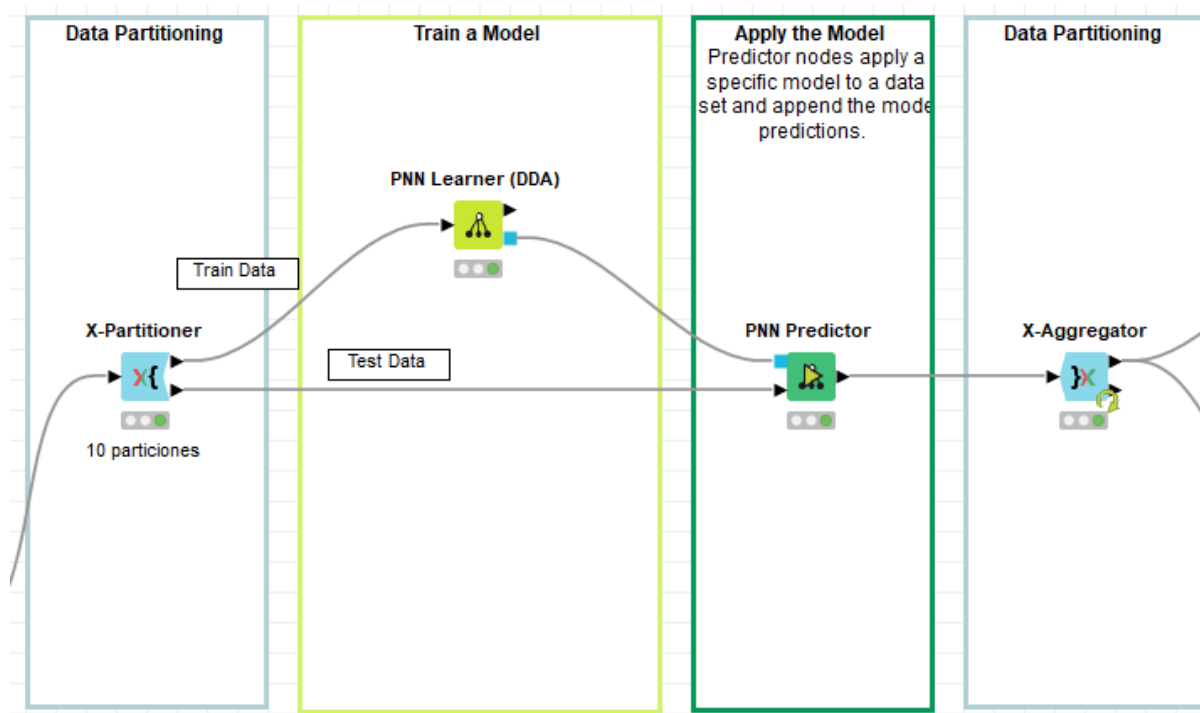 Data Partitioning
Train a Model
Apply the Model
Predictor nodes apply a
specific model to a data
set and append the mode
predictions.
Data Partitioning
PNN Learner (DDA)
Train Data
X-Partitioner
Test Data
PNN Predictor
X-Aggregator
10 particiones